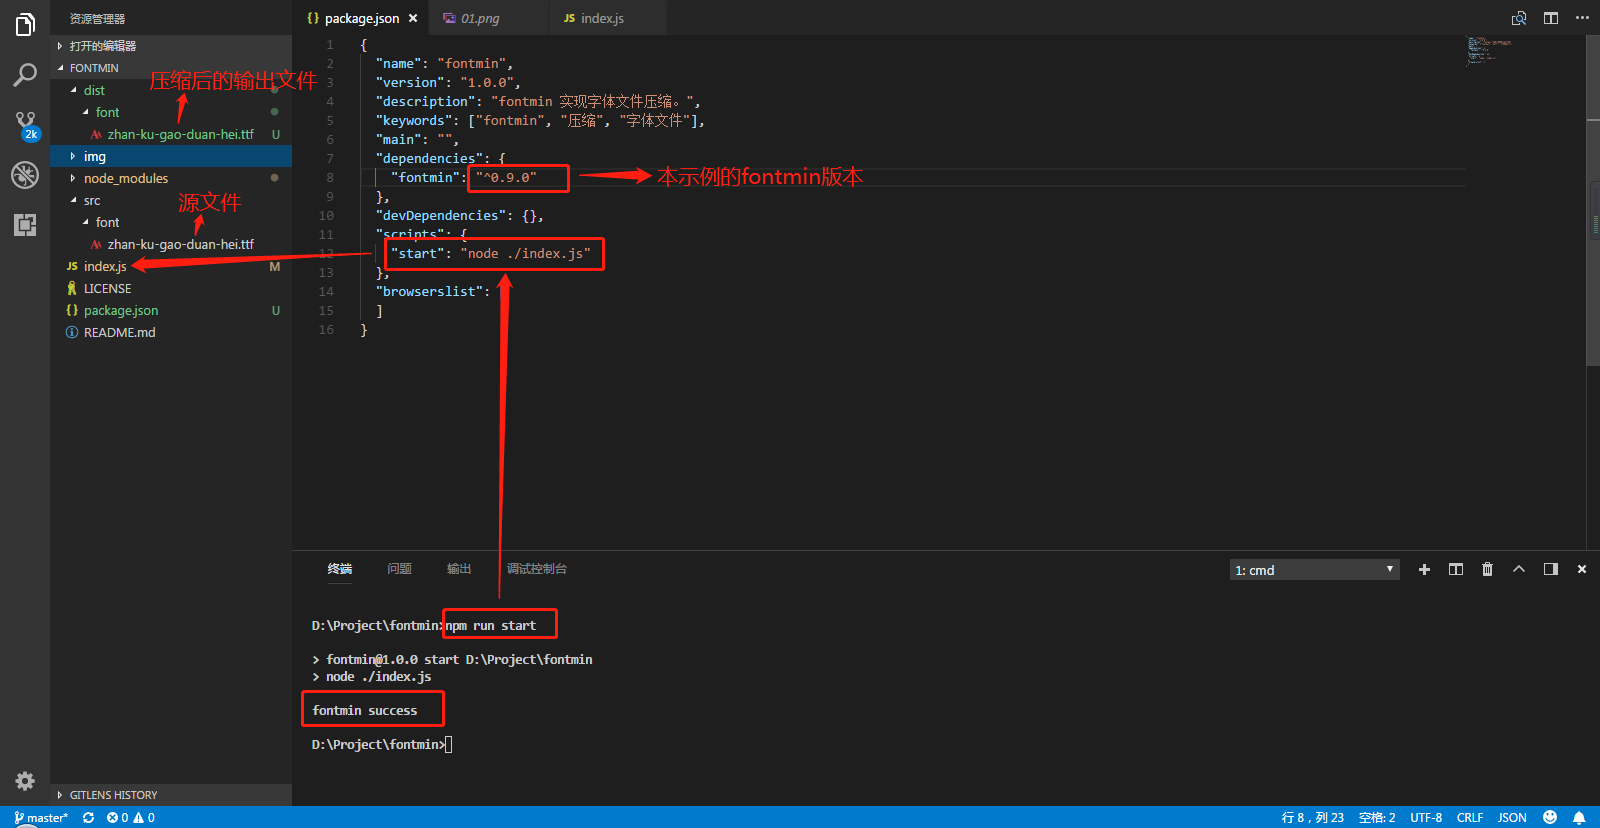 资源管理器
打开的编辑器
FONTMIN
压缩后的输出文件
dist
font
zhan-ku-gao-duan-hei.ttf U
2k
img
node_modules
源文件
src
font
zhan-ku-gao-duan-hei.ttf
JS index.js M
LICENSE
{} package.json U
README.md
GITLENS HISTORY
{} package.json ×
01.png
JS index.js
1 {
2 "name": "fontmin",
3 "version": "1.0.0",
4 "description": "fontmin 实现字体文件压缩。",
5 "keywords": ["fontmin", "压缩", "字体文件"],
6 "main": "",
7 "dependencies": {
8 "fontmin": "^0.9.0"
本示例的fontmin版本
9 },
10 "devDependencies": {},
11 "scripts": {
12 "start": "node ./index.js"
13 },
14 "browserslist":
15 ]
16 }
终端 问题 输出 调试控制台
1: cmd
D:\Project\fontmin>npm run start
> fontmin@1.0.0 start D:\Project\fontmin
> node ./index.js
fontmin success
D:\Project\fontmin>
master* 0 0 行 8，列 23 空格: 2 UTF-8 CRLF JSON